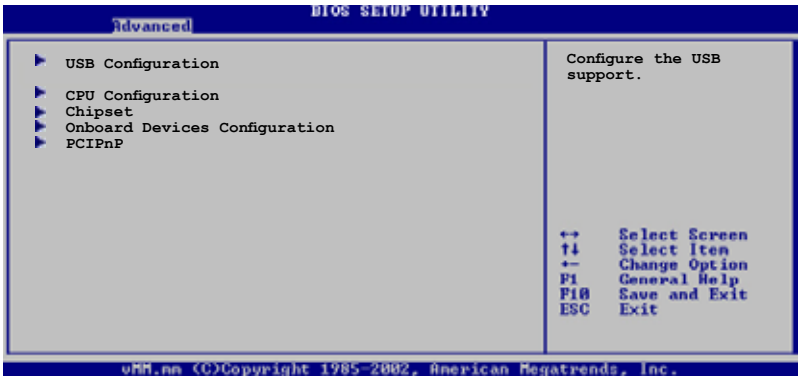 BIOS SETUP UTILITY
Advanced
USB Configuration
CPU Configuration
Chipset
Onboard Devices Configuration
PCIPnP
Configure the USB
support.
←→ Select Screen
↑↓ Select Item
+- Change Option
F1 General Help
F10 Save and Exit
ESC Exit
vMM.mm (C)Copyright 1985-2002, American Megatrends, Inc.